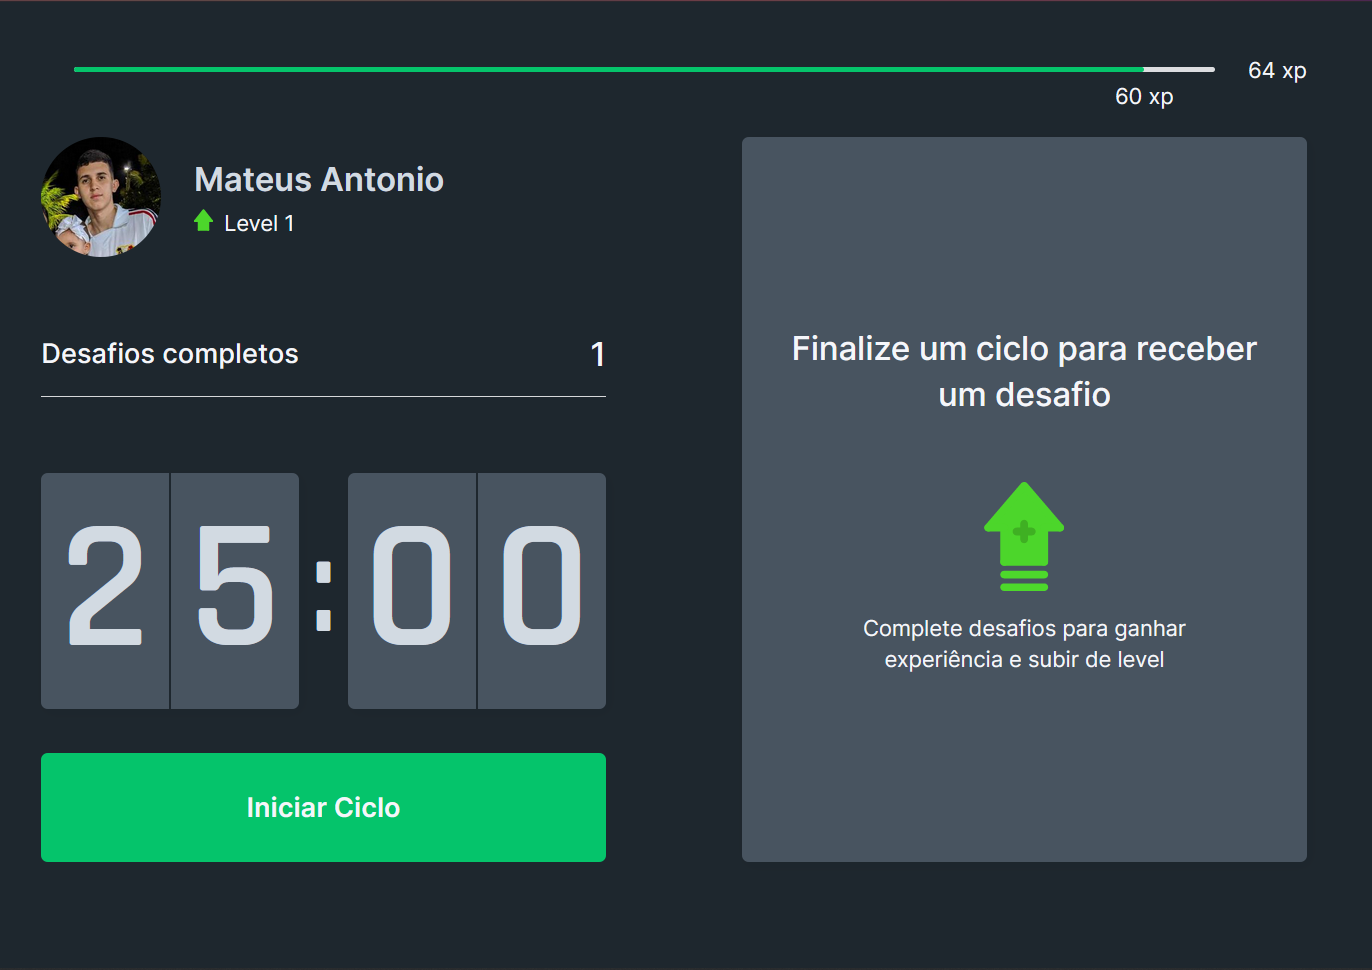 64 xp
60 xp
Mateus Antonio
Level 1
Desafios completos 1
25:00
Iniciar Ciclo
Finalize um ciclo para receber
um desafio
Complete desafios para ganhar
experiência e subir de level